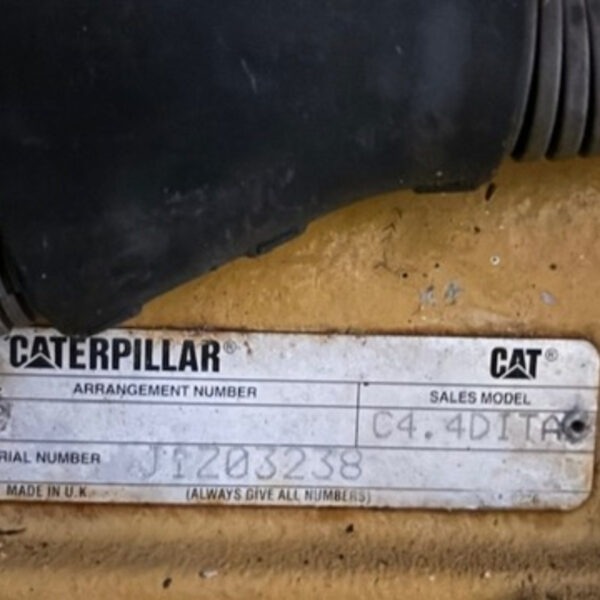 CATERPILLAR® CAT®
ARRANGEMENT NUMBER SALES MODEL
C4.4DITA
RIAL NUMBER J1Z03238
MADE IN U.K (ALWAYS GIVE ALL NUMBERS)